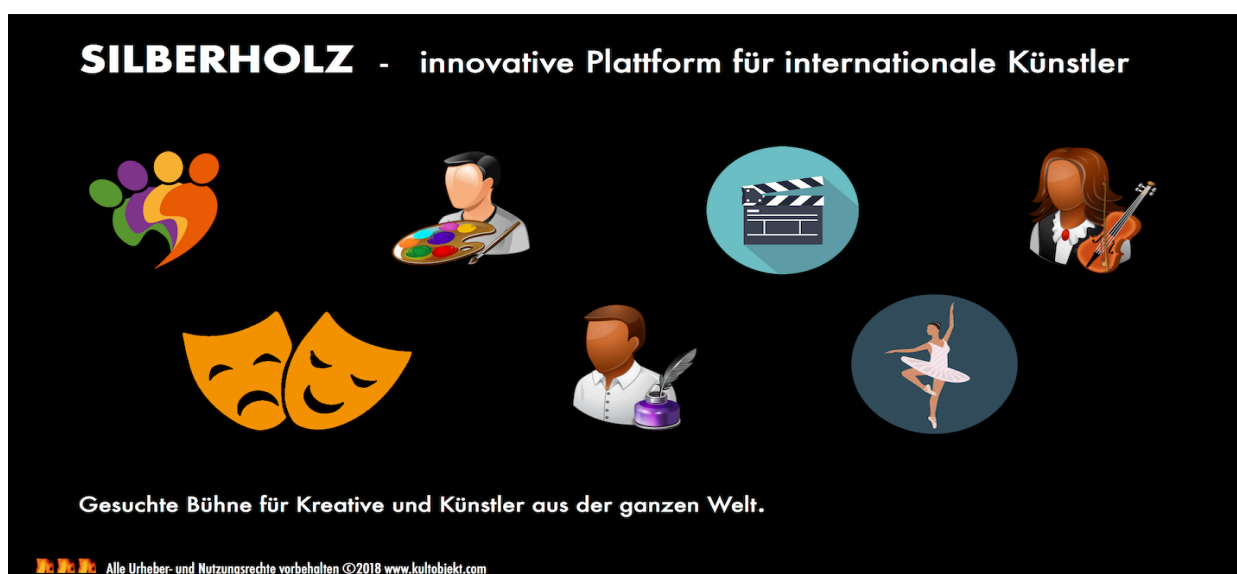 SILBERHOLZ - innovative Plattform für internationale Künstler
Gesuchte Bühne für Kreative und Künstler aus der ganzen Welt.
Alle Urheber- und Nutzungsrechte vorbehalten ©2018 www.kultobjekt.com